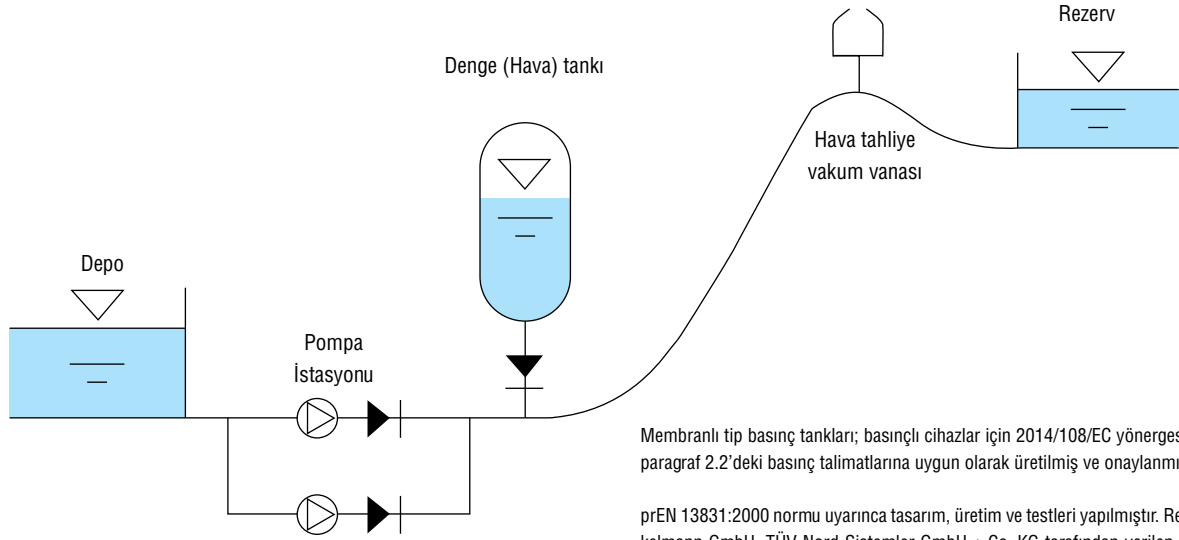 Rezerv
Denge (Hava) tankı
Hava tahliye
vakum vanası
Depo
Pompa
İstasyonu
Membranlı tip basınç tankları; basınçlı cihazlar için 2014/108/EC
paragraf 2.2’deki basınç talimatlarına uygun olarak üretilmiş ve
prEN 13831:2000 normu uyarınca tasarım, üretim ve testleri yapılmıştır.